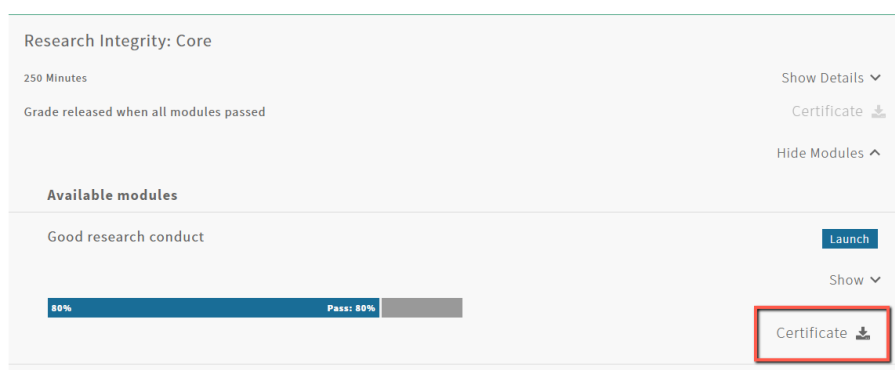 Research Integrity: Core
250 Minutes
Show Details
Grade released when all modules passed
Certificate
Hide Modules
Available modules
Good research conduct
Launch
Show
80% Pass: 80%
Certificate